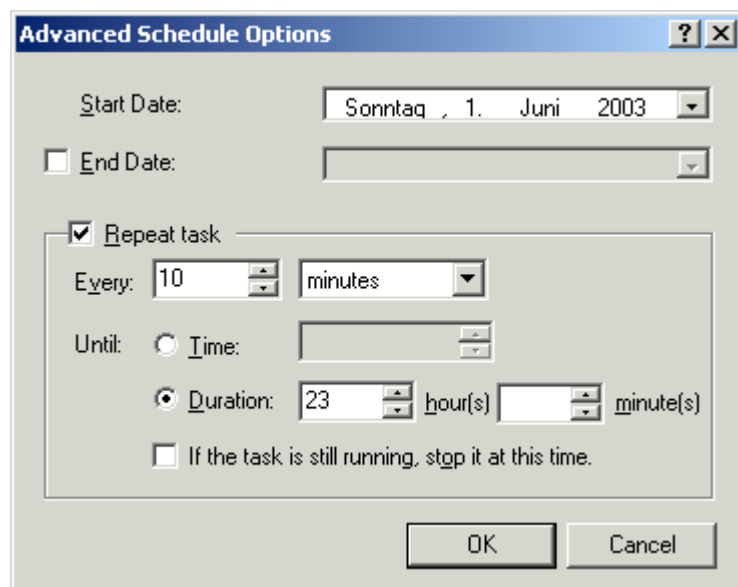 Advanced Schedule Options
Start Date: Sonntag , 1. Juni 2003
End Date:
Repeat task
Every: 10 minutes
Until: Time:
Duration: 23 hour(s) minute(s)
If the task is still running, stop it at this time.
OK Cancel